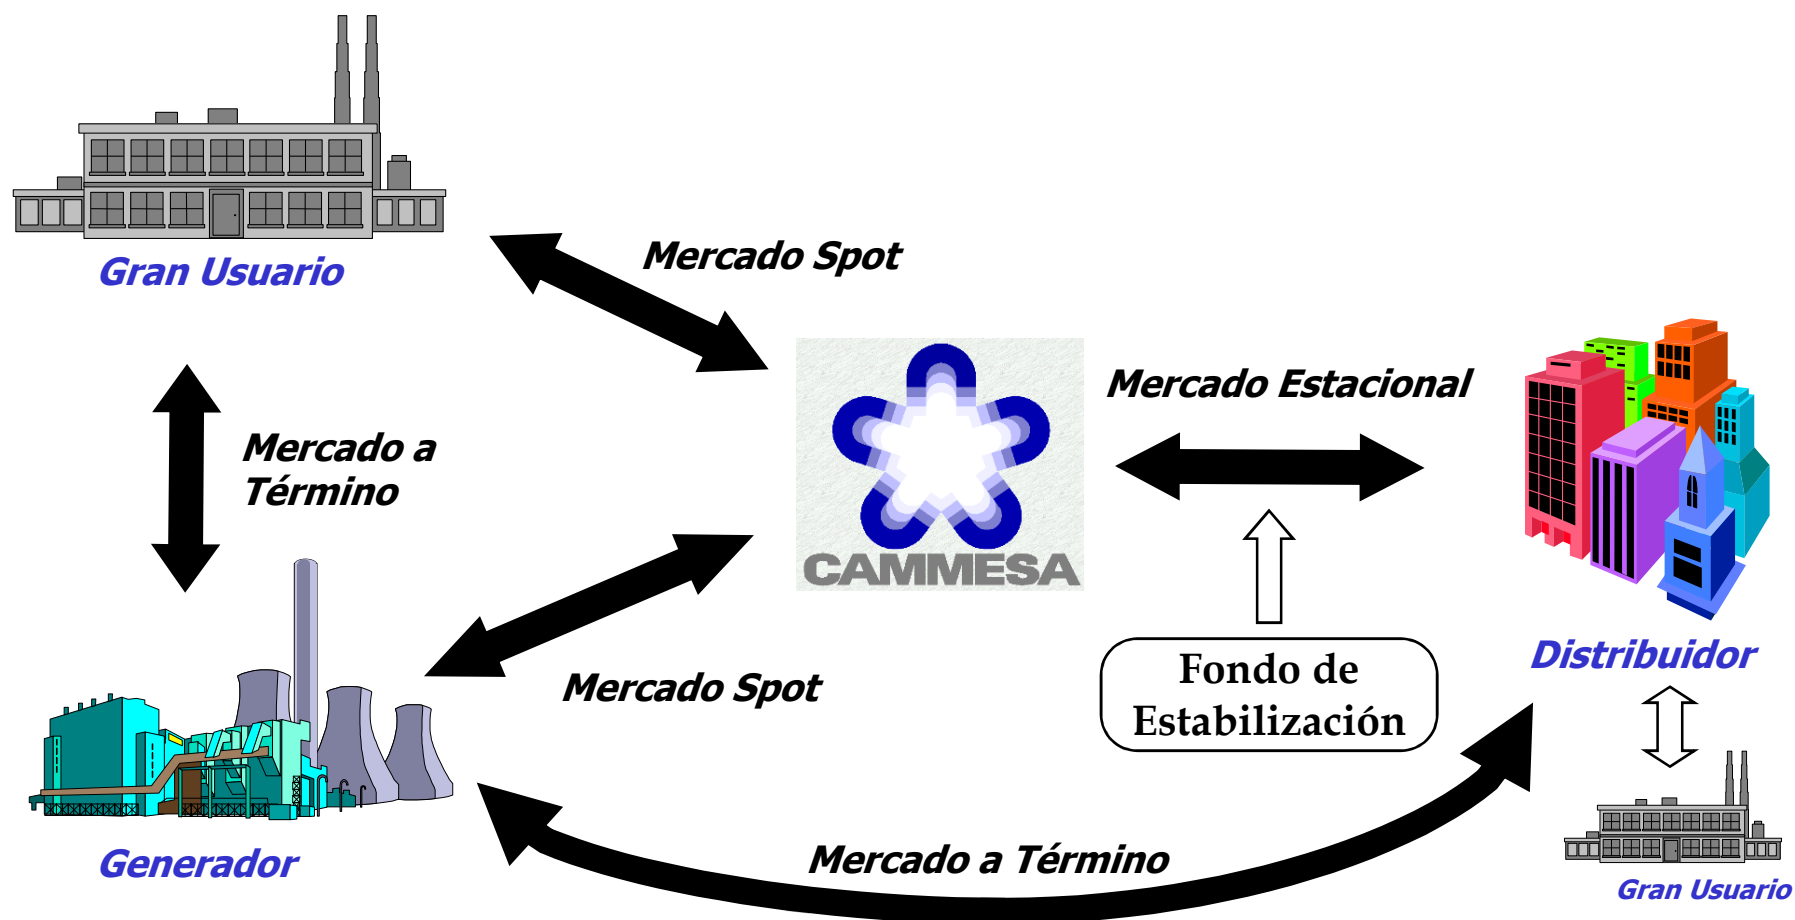 Gran Usuario
Mercado Spot
Mercado a
Término
CAMMESA
Mercado Estacional
Mercado Spot
Fondo de
Estabilización
Distribuidor
Generador
Mercado a Término
Gran Usuario